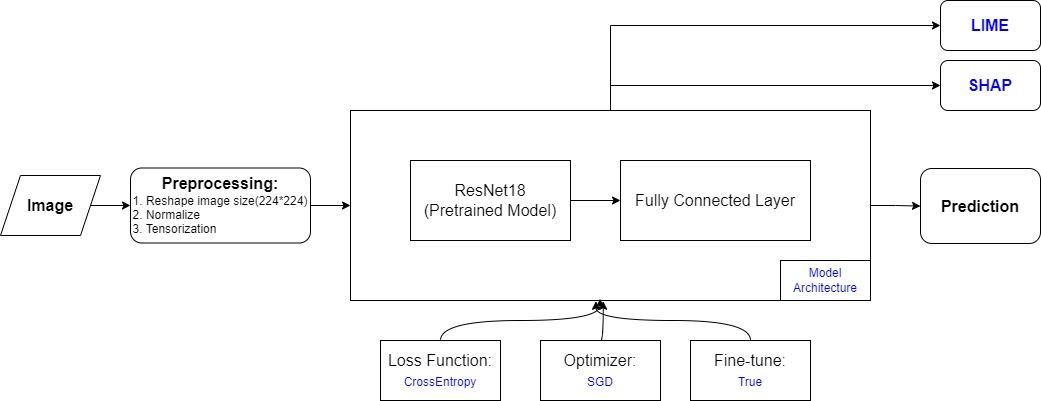 LIME
SHAP
Image
Preprocessing:
1. Reshape image size(224*224)
2. Normalize
3. Tensorization
ResNet18
(Pretrained Model)
Fully Connected Layer
Prediction
Model
Architecture
Loss Function:
CrossEntropy
Optimizer:
SGD
Fine-tune:
True